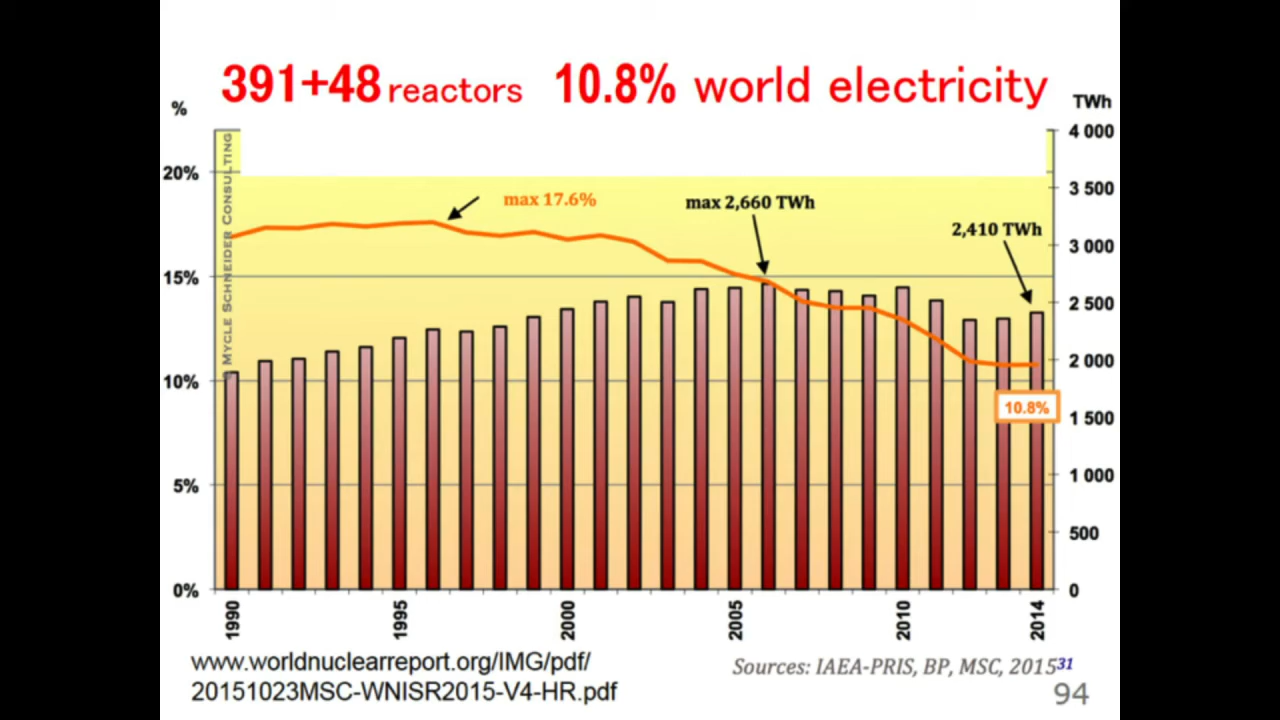 391+48 reactors 10.8% world electricity
%
TWh
20%
15%
10%
5%
0%
MYCLE SCHNEIDER CONSULTING
max 17.6%
max 2,660 TWh
2,410 TWh
10.8%
4 000
3 500
3 000
2 500
2 000
1 500
1 000
500
0
1990
1995
2000
2005
2010
2014
www.worldnuclearreport.org/IMG/pdf/
20151023MSC-WNISR2015-V4-HR.pdf
Sources: IAEA-PRIS, BP, MSC, 2015³¹
94